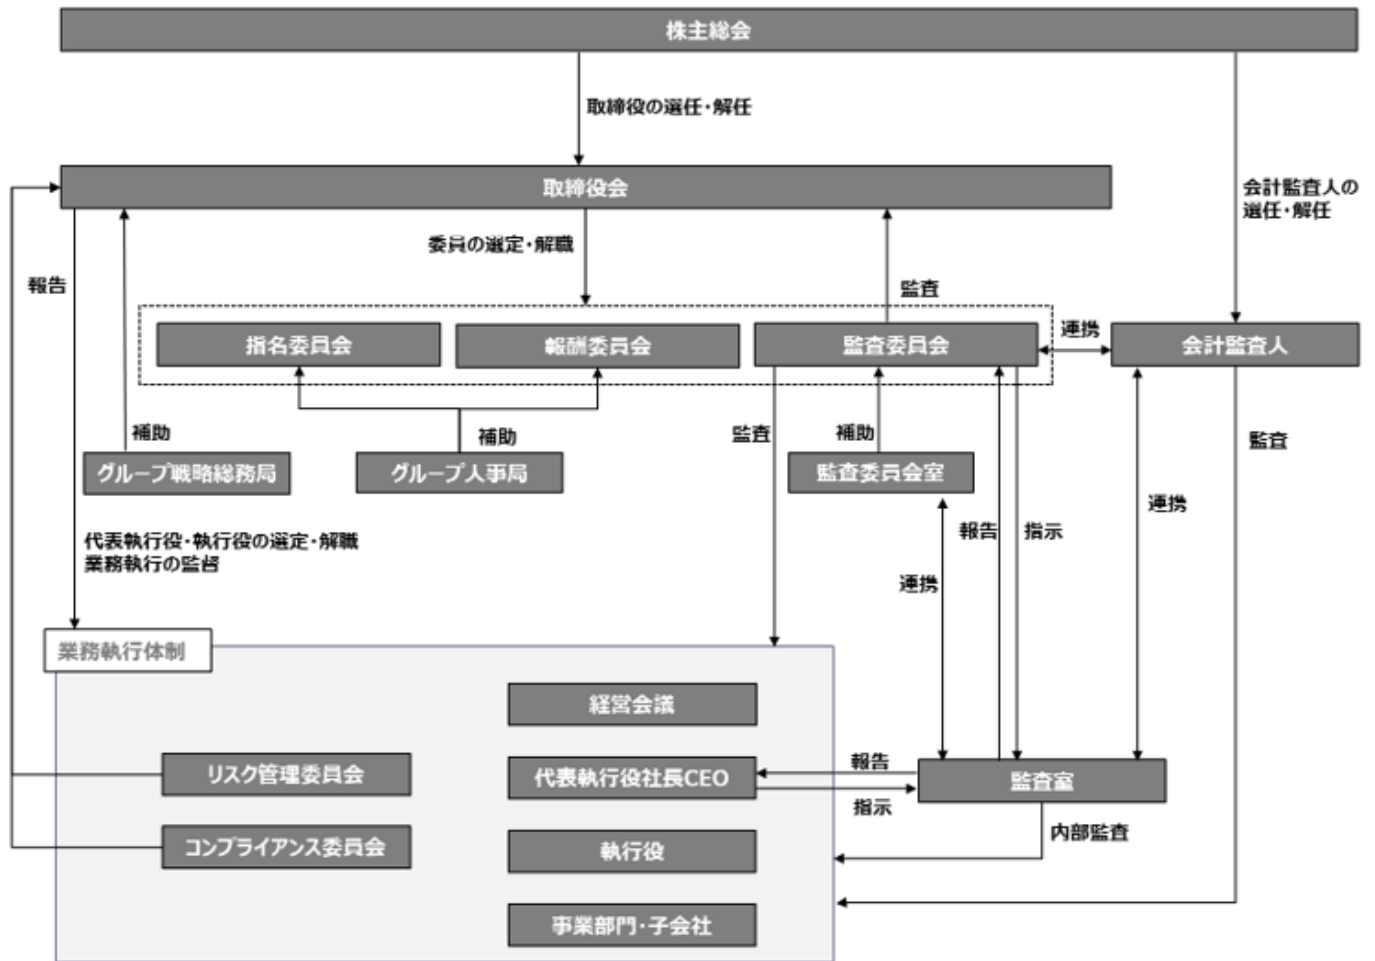 株主総会
取締役の選任・解任
取締役会
会計監査人の
選任・解任
委員の選定・解職
報告
監査
指名委員会
報酬委員会
監査委員会
連携
会計監査人
補助
補助
監査
補助
監査
グループ戦略総務局
グループ人事局
監査委員会室
連携
報告
指示
代表執行役・執行役の選定・解職
業務執行の監督
連携
業務執行体制
経営会議
リスク管理委員会
代表執行役社長CEO
報告
指示
監査室
内部監査
コンプライアンス委員会
執行役
事業部門・子会社